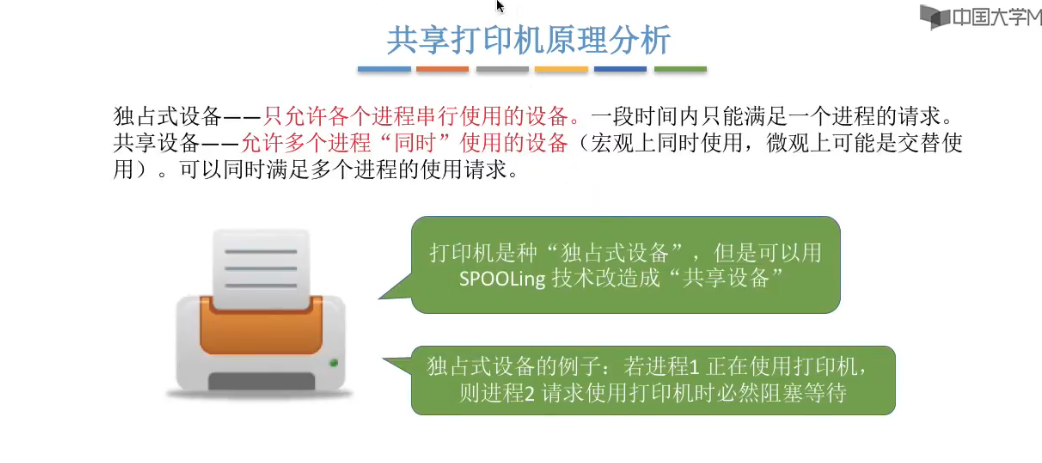 中国大学M
共享打印机原理分析
独占式设备——只允许各个进程串行使用的设备。一段时间内只能满足一个进程的请求。
共享设备——允许多个进程“同时”使用的设备（宏观上同时使用，微观上可能是交替使
用）。可以同时满足多个进程的使用请求。
打印机是种“独占式设备”，但是可以用
SPOOLing 技术改造成“共享设备”
独占式设备的例子：若进程1 正在使用打印机，
则进程2 请求使用打印机时必然阻塞等待